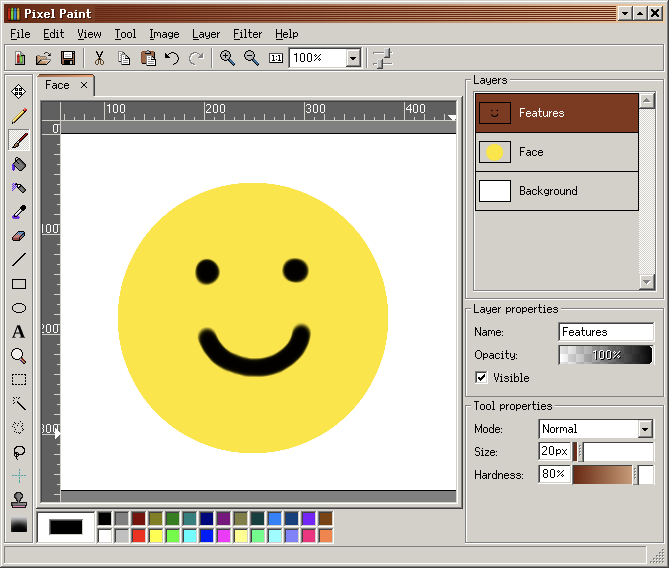 Pixel Paint
File Edit View Tool Image Layer Filter Help
1:1 100%
Face ×
100 200 300 400
0
100
200
300
A
Layers
Features
Face
Background
Layer properties
Name: Features
Opacity: 100%
Visible
Tool properties
Mode: Normal
Size: 20px
Hardness: 80%